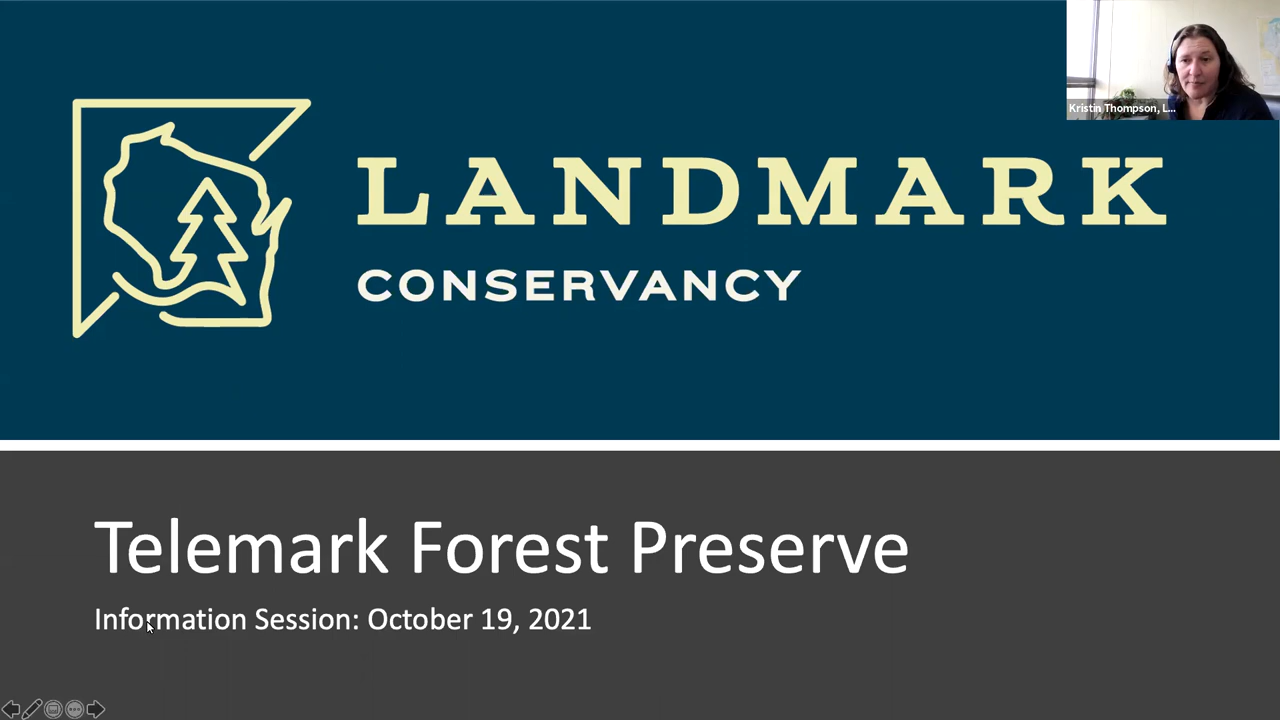 Kristin Thompson, L...
LANDMARK
CONSERVANCY
Telemark Forest Preserve
Information Session: October 19, 2021